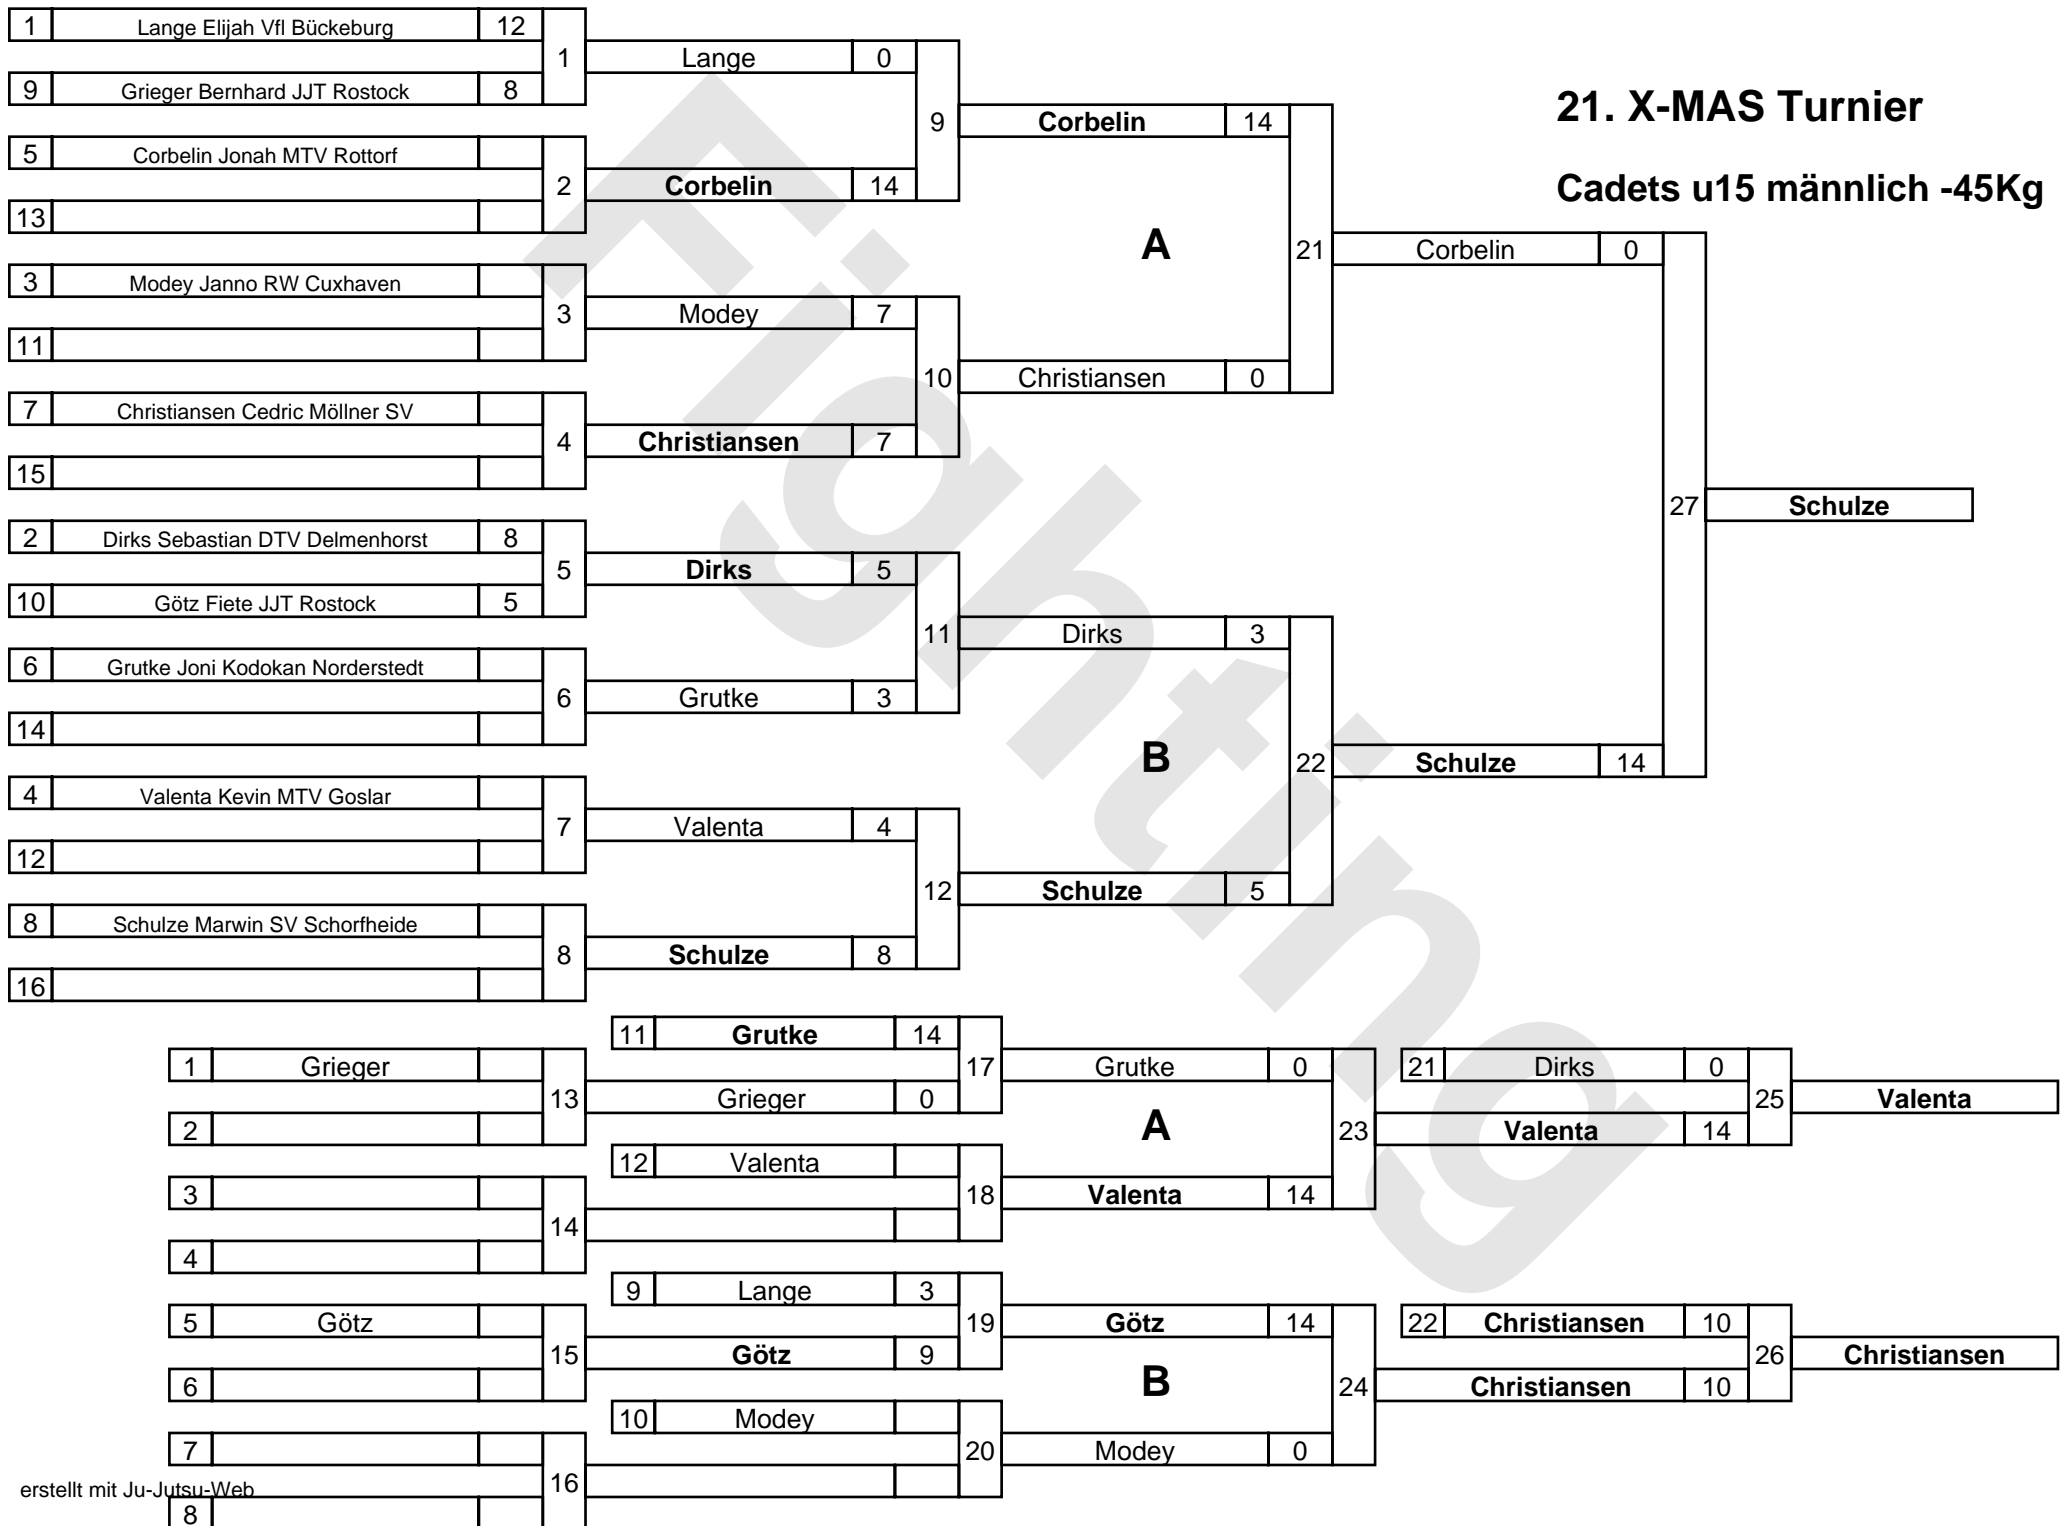 21. X-MAS Turnier
Cadets u15 männlich -45Kg
Fighting
1 Lange Elijah Vfl Bückeburg 12
1
Lange 0
9 Grieger Bernhard JJT Rostock 8
9
Corbelin 14
5 Corbelin Jonah MTV Rottorf
2
Corbelin 14
13
A
21
Corbelin 0
3 Modey Janno RW Cuxhaven
3
Modey 7
11
10
Christiansen 0
7 Christiansen Cedric Möllner SV
4
Christiansen 7
15
27
Schulze
2 Dirks Sebastian DTV Delmenhorst 8
5
Dirks 5
10 Götz Fiete JJT Rostock 5
11
Dirks 3
6 Grutke Joni Kodokan Norderstedt
6
Grutke 3
14
B
22
Schulze 14
4 Valenta Kevin MTV Goslar
7
Valenta 4
12
12
Schulze 5
8 Schulze Marwin SV Schorfheide
8
Schulze 8
16
11 Grutke 14
17
Grutke 0
21 Dirks 0
1 Grieger
13
Grieger 0
25
Valenta
2
A
23
Valenta 14
12 Valenta
3
18
Valenta 14
14
4
9 Lange 3
5 Götz
19
Götz 14
22 Christiansen 10
15
Götz 9
26
Christiansen
6
B
24
Christiansen 10
10 Modey
7
20
Modey 0
16
erstellt mit Ju-Jutsu-Web
8